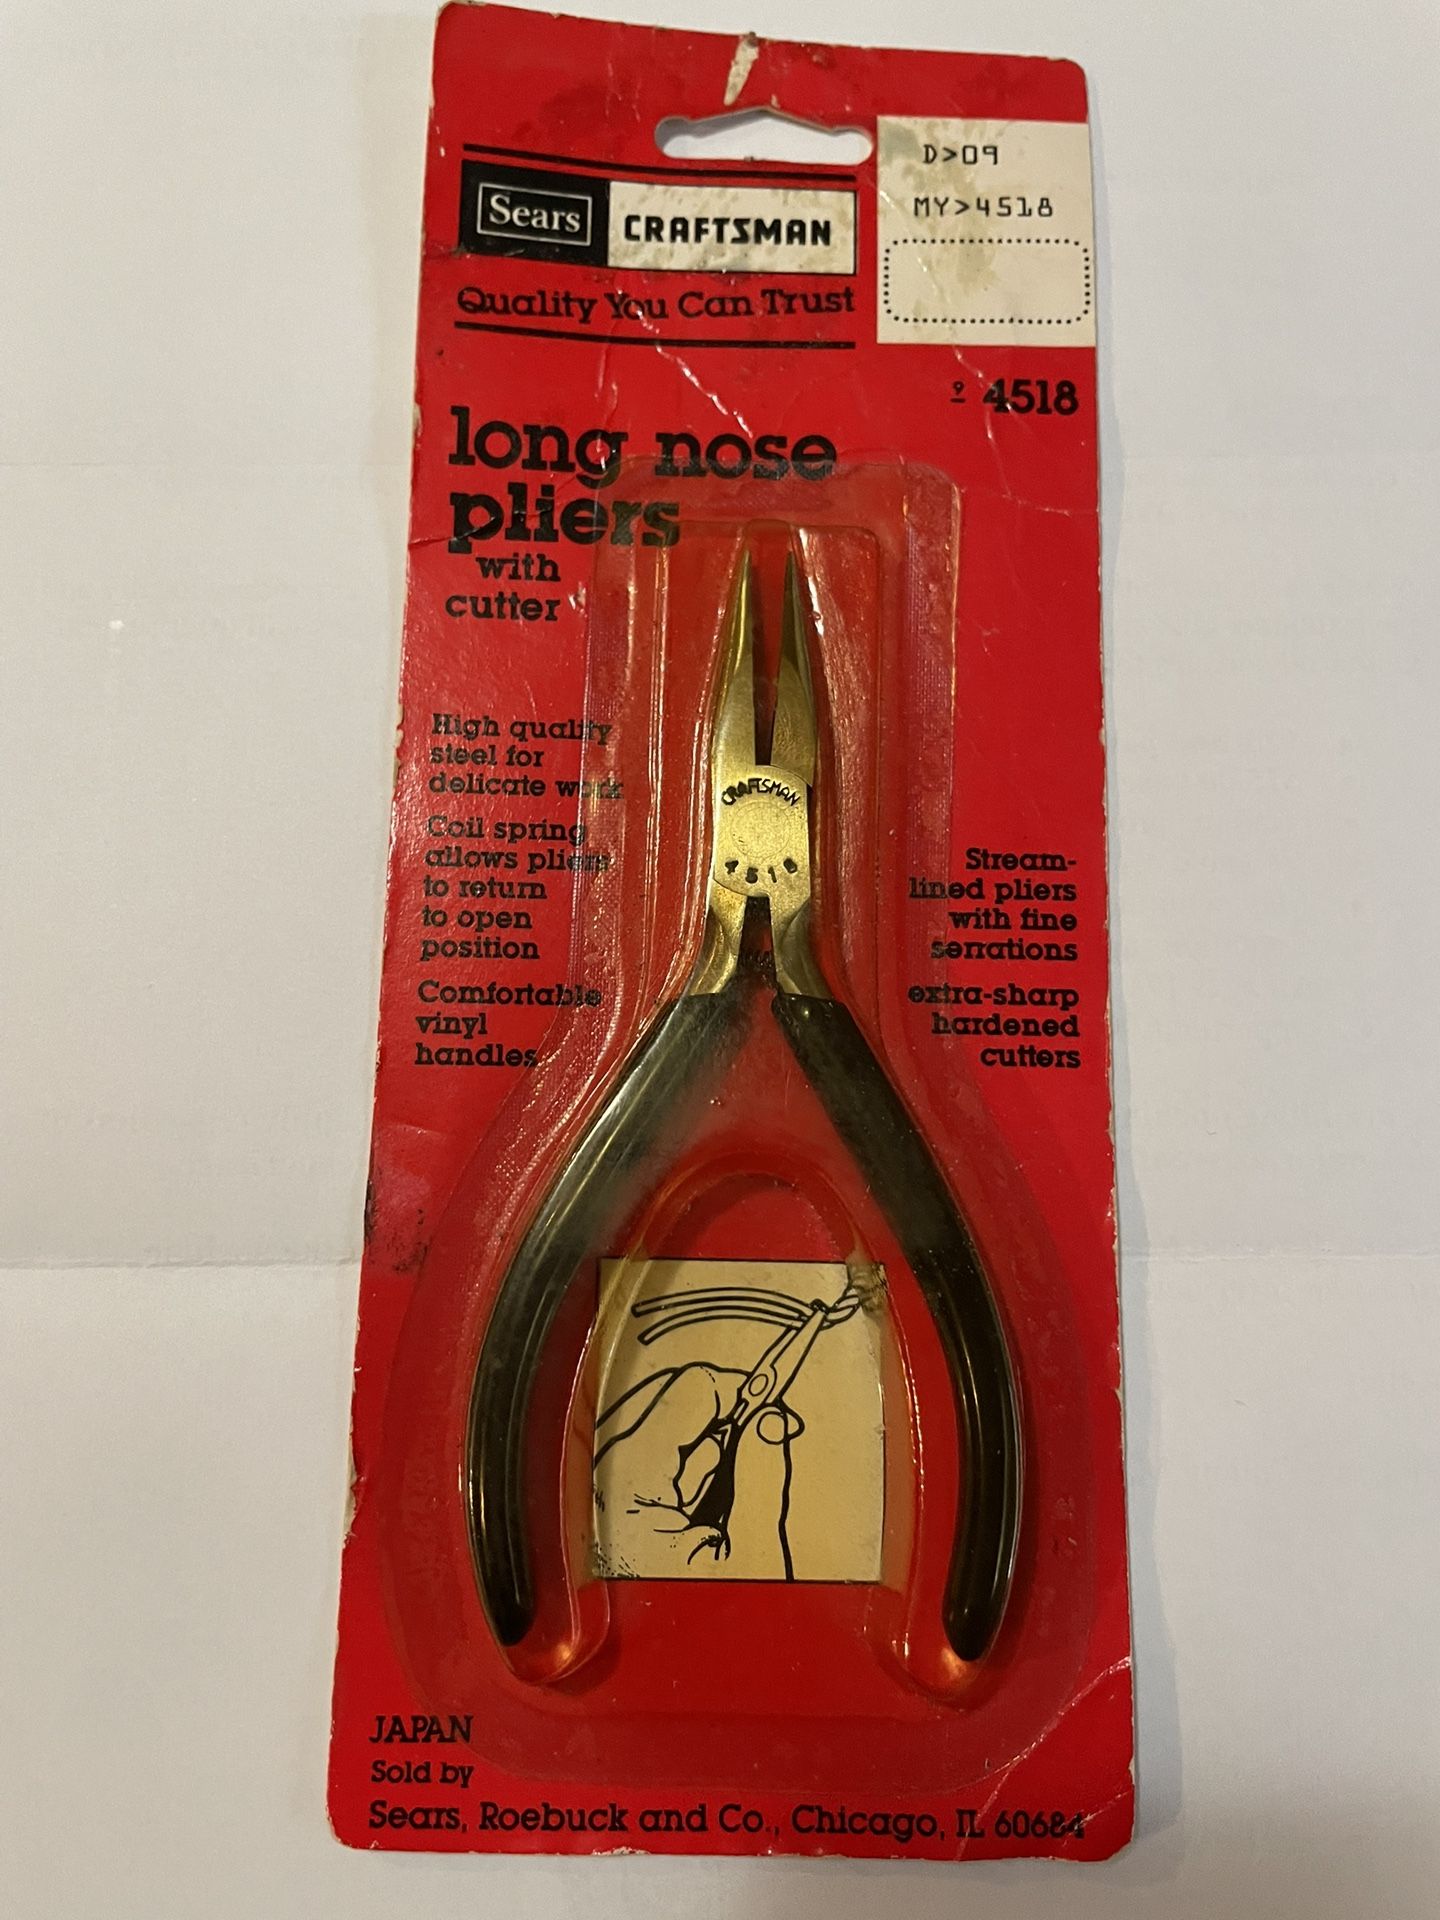 D>09
MY>4518
Sears CRAFTSMAN
Quality You Can Trust
9 4518
long nose
pliers
with
cutter
High quality
steel for
delicate work
Coil spring
allows pliers
to return
to open
position
Comfortable
vinyl
handles
CRAFTSMAN
4518
Stream-
lined pliers
with fine
serrations
extra-sharp
hardened
cutters
JAPAN
Sold by
Sears, Roebuck and Co., Chicago, IL 60684